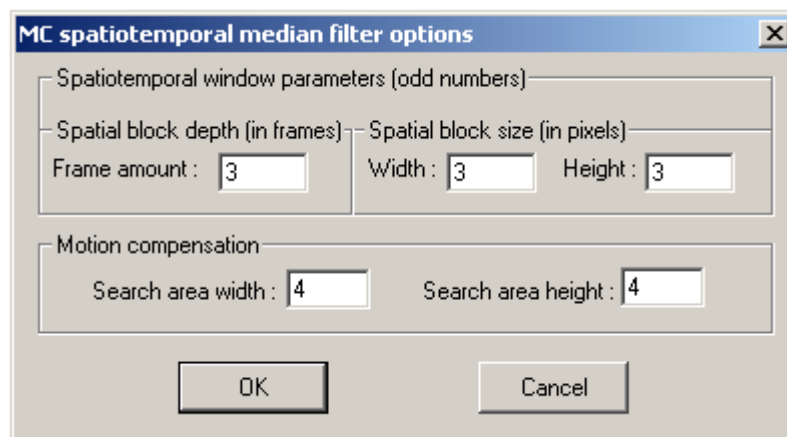 MC spatiotemporal median filter options
Spatiotemporal window parameters (odd numbers)
Spatial block depth (in frames) Spatial block size (in pixels)
Frame amount : 3 Width : 3 Height : 3
Motion compensation
Search area width : 4 Search area height : 4
OK Cancel